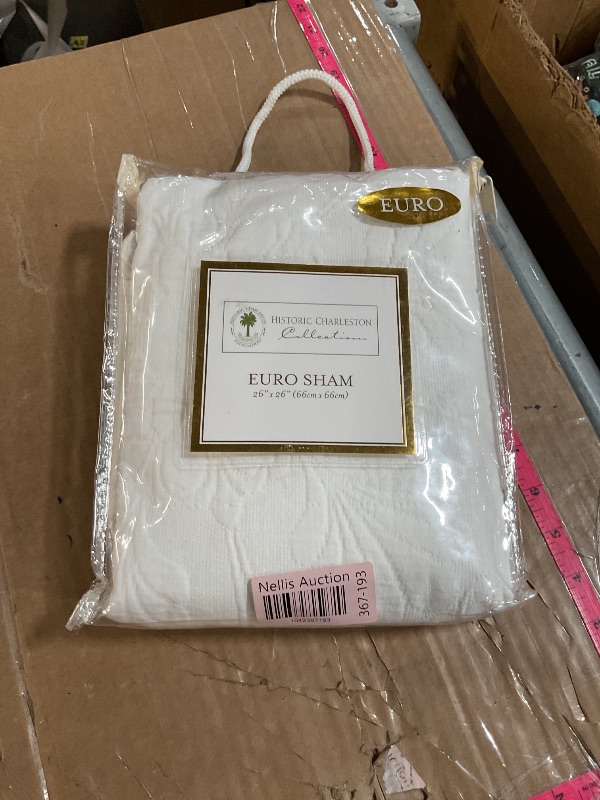 EURO
HISTORIC CHARLESTON
Collection
EURO SHAM
26" x 26" (66cm x 66cm)
Nellis Auction
367-193